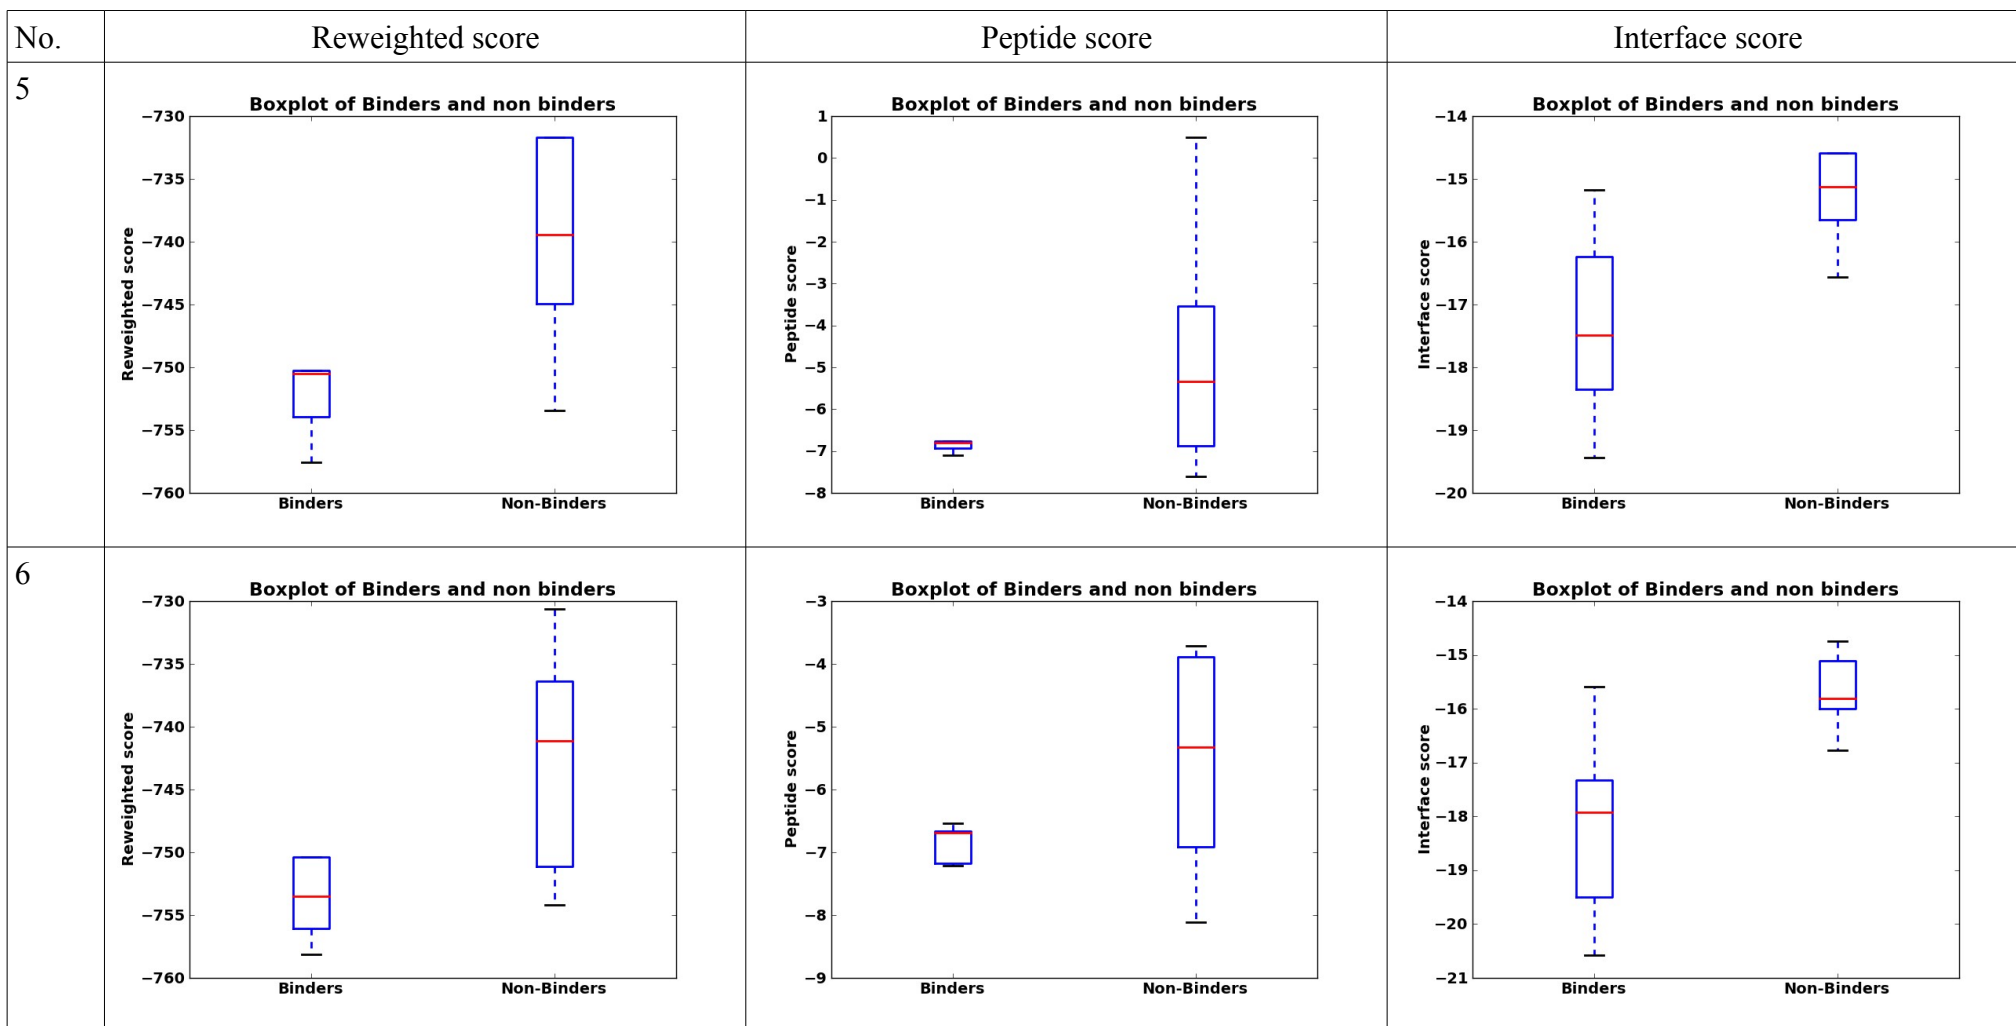 No. Reweighted score Peptide score Interface score
5
Boxplot of Binders and non binders
−730
−735
−740
−745
−750
−755
−760
Reweighted score
Binders Non-Binders
Boxplot of Binders and non binders
1
0
−1
−2
−3
−4
−5
−6
−7
−8
Peptide score
Binders Non-Binders
Boxplot of Binders and non binders
−14
−15
−16
−17
−18
−19
−20
Interface score
Binders Non-Binders
6
Boxplot of Binders and non binders
−730
−735
−740
−745
−750
−755
−760
Reweighted score
Binders Non-Binders
Boxplot of Binders and non binders
−3
−4
−5
−6
−7
−8
−9
Peptide score
Binders Non-Binders
Boxplot of Binders and non binders
−14
−15
−16
−17
−18
−19
−20
−21
Interface score
Binders Non-Binders